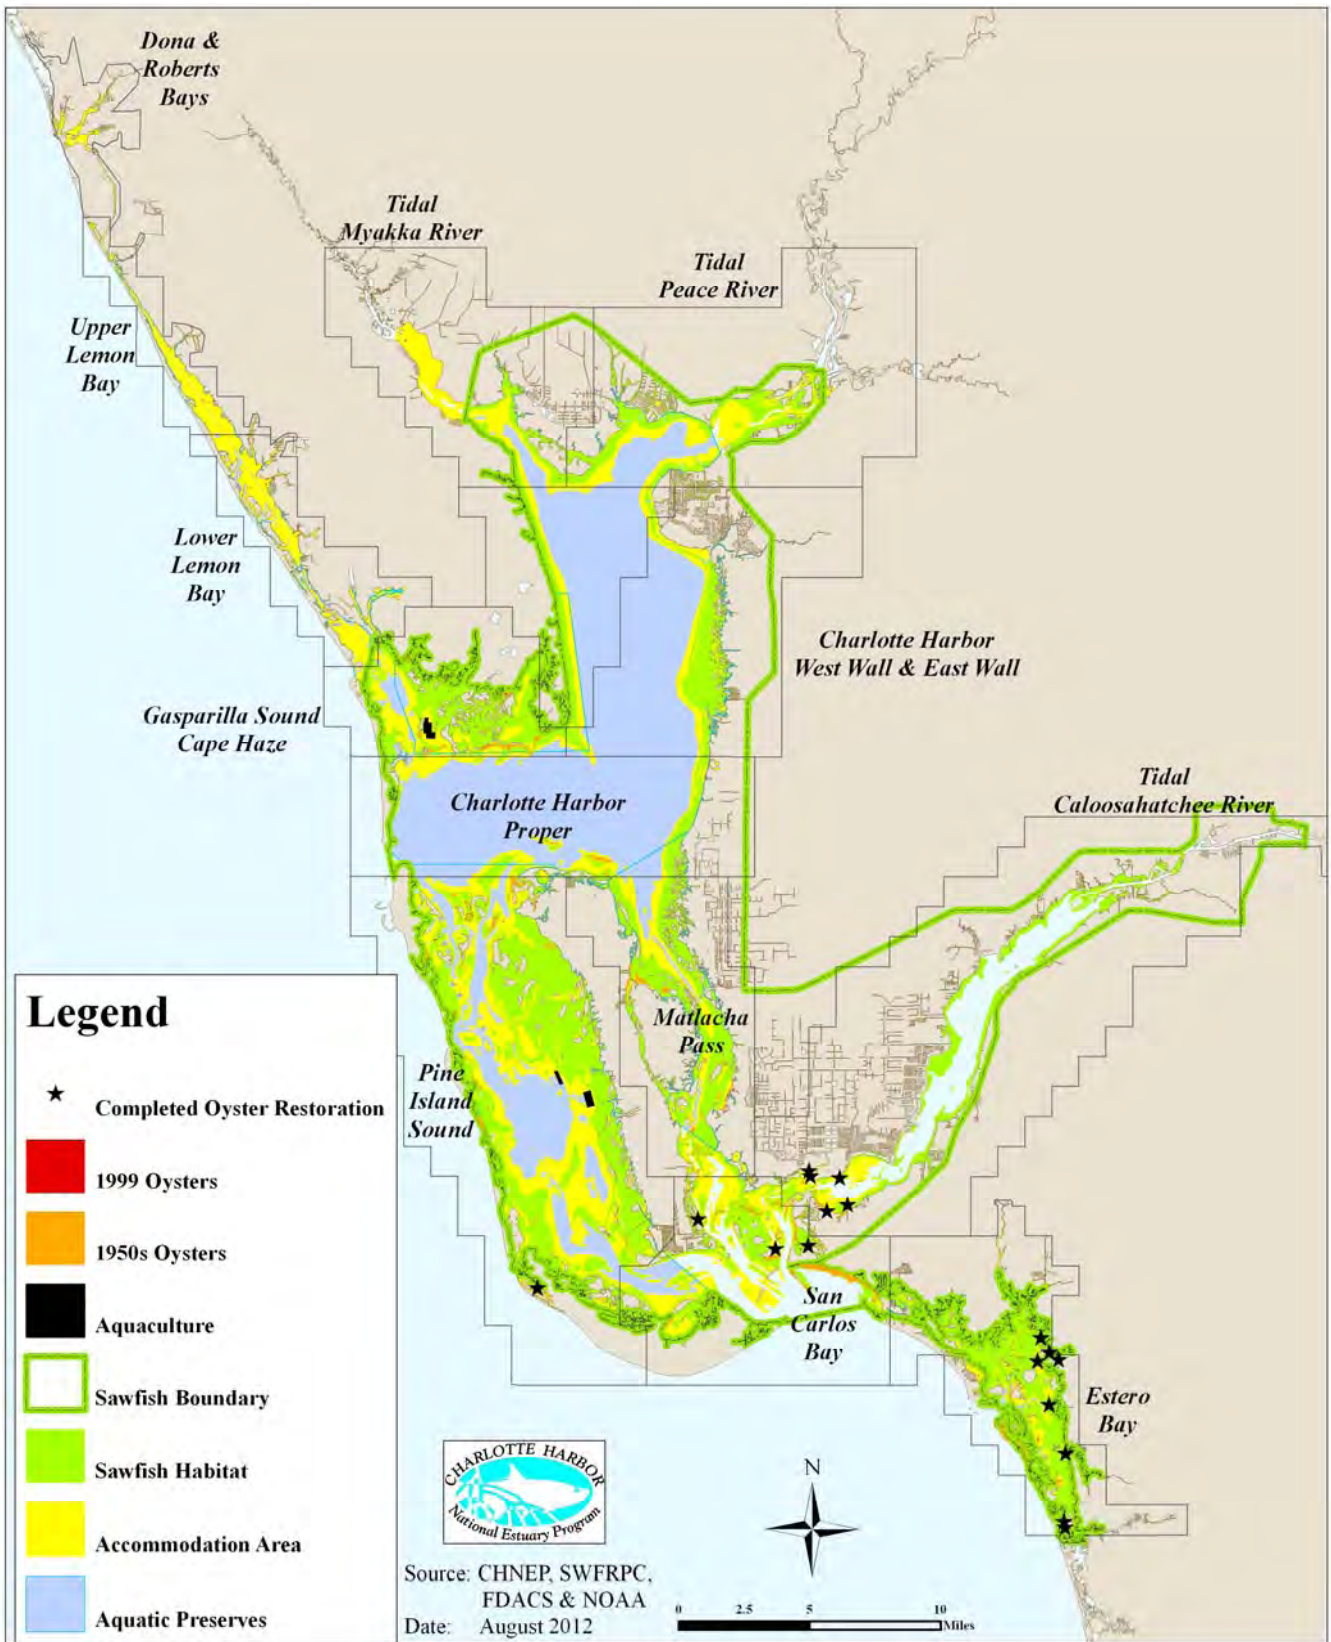 Dona &
Roberts
Bays
Tidal
Myakka River
Tidal
Peace River
Upper
Lemon
Bay
Lower
Lemon
Bay
Charlotte Harbor
West Wall & East Wall
Gasparilla Sound
Cape Haze
Tidal
Caloosahatchee River
Charlotte Harbor
Proper
Matlacha
Pass
Pine
Island
Sound
San
Carlos
Bay
Estero
Bay
Legend
Completed Oyster Restoration
1999 Oysters
1950s Oysters
Aquaculture
Sawfish Boundary
Sawfish Habitat
Accommodation Area
Aquatic Preserves
CHARLOTTE HARBOR
National Estuary Program
Source: CHNEP, SWFRPC,
FDACS & NOAA
Date: August 2012
N
0 2.5 5 10
Miles